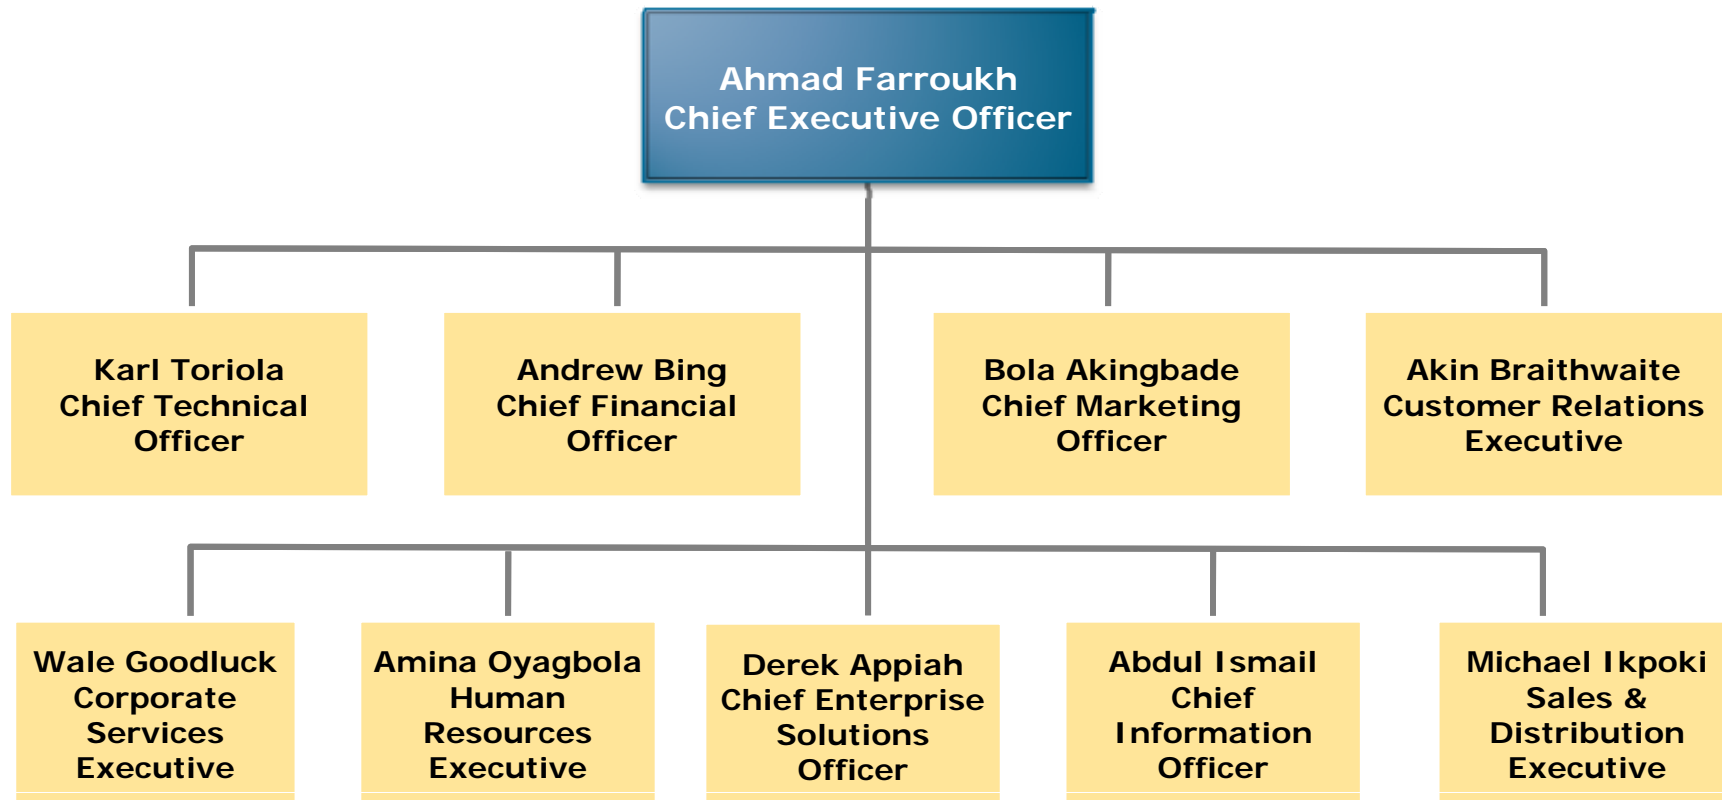 Ahmad Farroukh
Chief Executive Officer
Karl Toriola
Chief Technical
Officer
Andrew Bing
Chief Financial
Officer
Bola Akingbade
Chief Marketing
Officer
Akin Braithwaite
Customer Relations
Executive
Wale Goodluck
Corporate
Services
Executive
Amina Oyagbola
Human
Resources
Executive
Derek Appiah
Chief Enterprise
Solutions
Officer
Abdul Ismail
Chief
Information
Officer
Michael Ikpoki
Sales &
Distribution
Executive